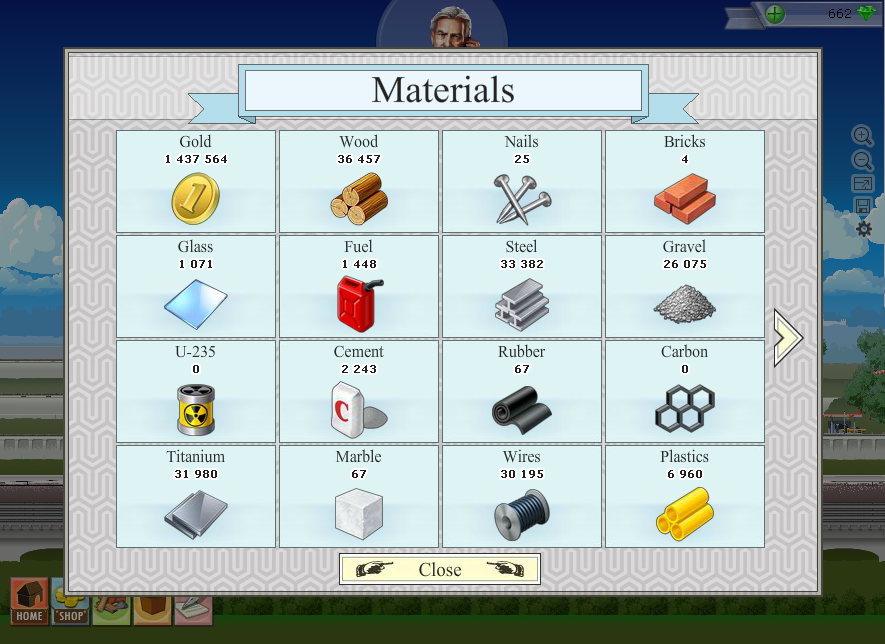 662
Materials
Gold
1 437 564
Wood
36 457
Nails
25
Bricks
4
Glass
1 071
Fuel
1 448
Steel
33 382
Gravel
26 075
U-235
0
Cement
2 243
C
Rubber
67
Carbon
0
Titanium
31 980
Marble
67
Wires
30 195
Plastics
6 960
1
Close
HOME
SHOP